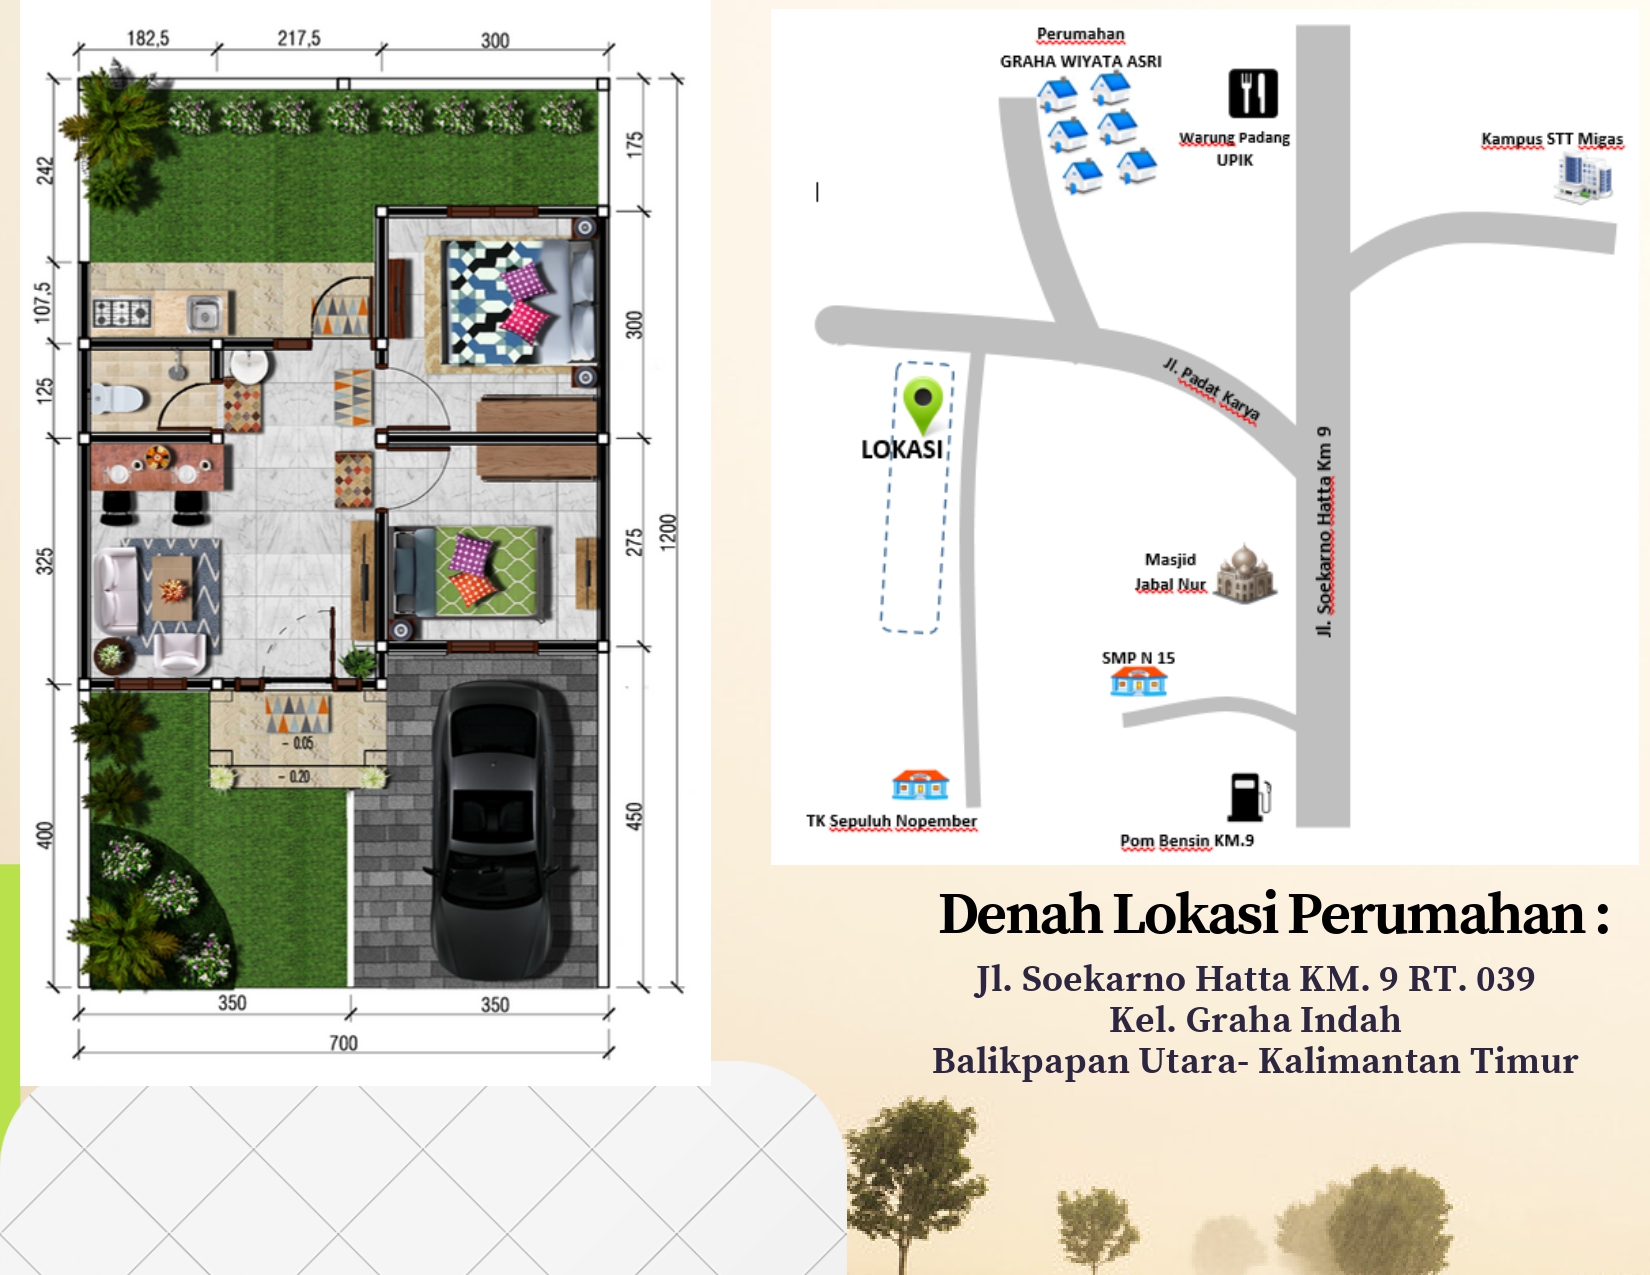 182,5
217,5
300
242
107,5
125
325
400
175
300
275
450
1200
- 0.05
- 0.20
350
350
700
Perumahan
GRAHA WIYATA ASRI
Warung Padang
UPIK
Kampus STT Migas
Jl. Padat Karya
LOKASI
Jl. Soekarno Hatta Km 9
Masjid
Jabal Nur
SMP N 15
TK Sepuluh Nopember
Pom Bensin KM.9
Denah Lokasi Perumahan :
Jl. Soekarno Hatta KM. 9 RT. 039
Kel. Graha Indah
Balikpapan Utara- Kalimantan Timur